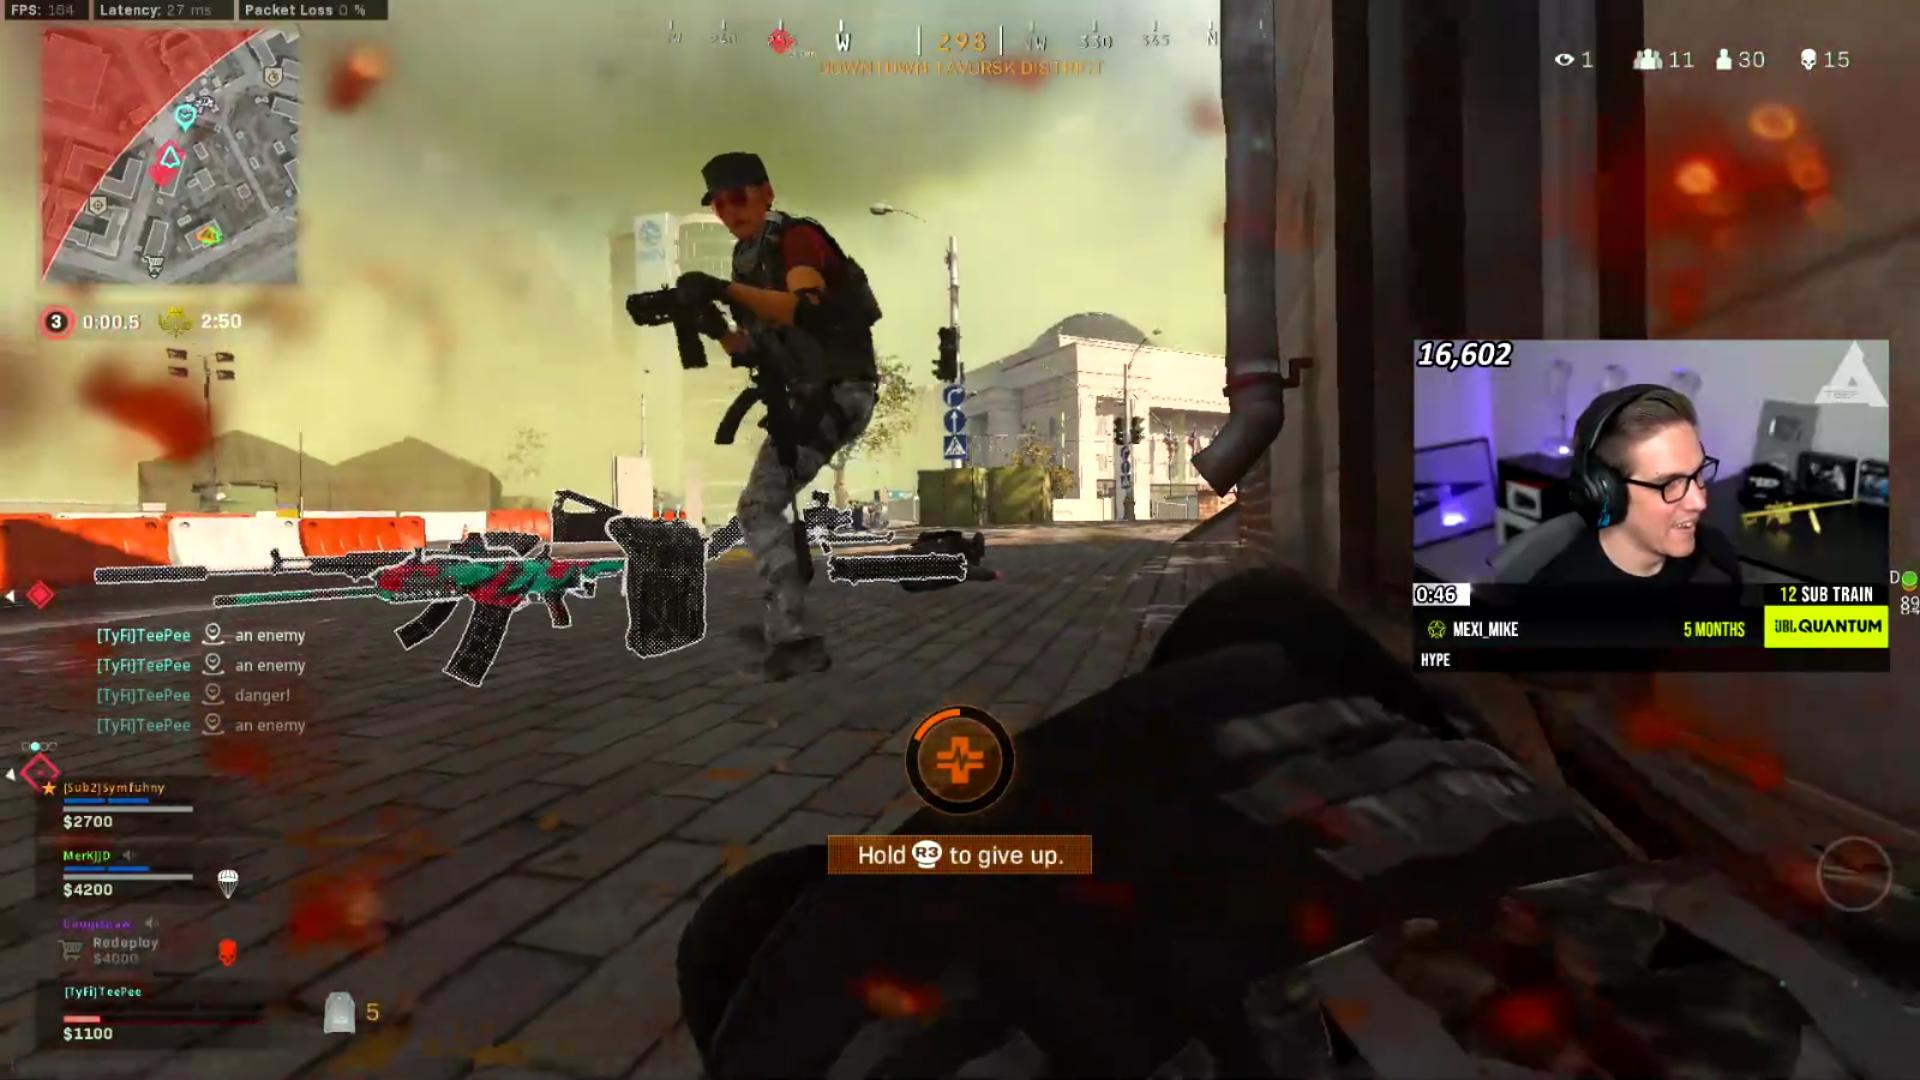 FPS: 164 Latency: 27 ms Packet Loss 0 %
W 298 NW 330 345 N
DOWNTOWN TAVORSK DISTRICT
1 11 30 15
3 0:00.5 2:50
16,602
[TyFi]TeePee an enemy
[TyFi]TeePee an enemy
[TyFi]TeePee danger!
[TyFi]TeePee an enemy
0:46
12 SUB TRAIN
MEXI_MIKE 5 MONTHS
JBL QUANTUM
HYPE
[Sub2]Symfuhny
$2700
MerKJJD
$4200
Redeploy
$4000
[TyFi]TeePee
$1100
5
Hold R3 to give up.